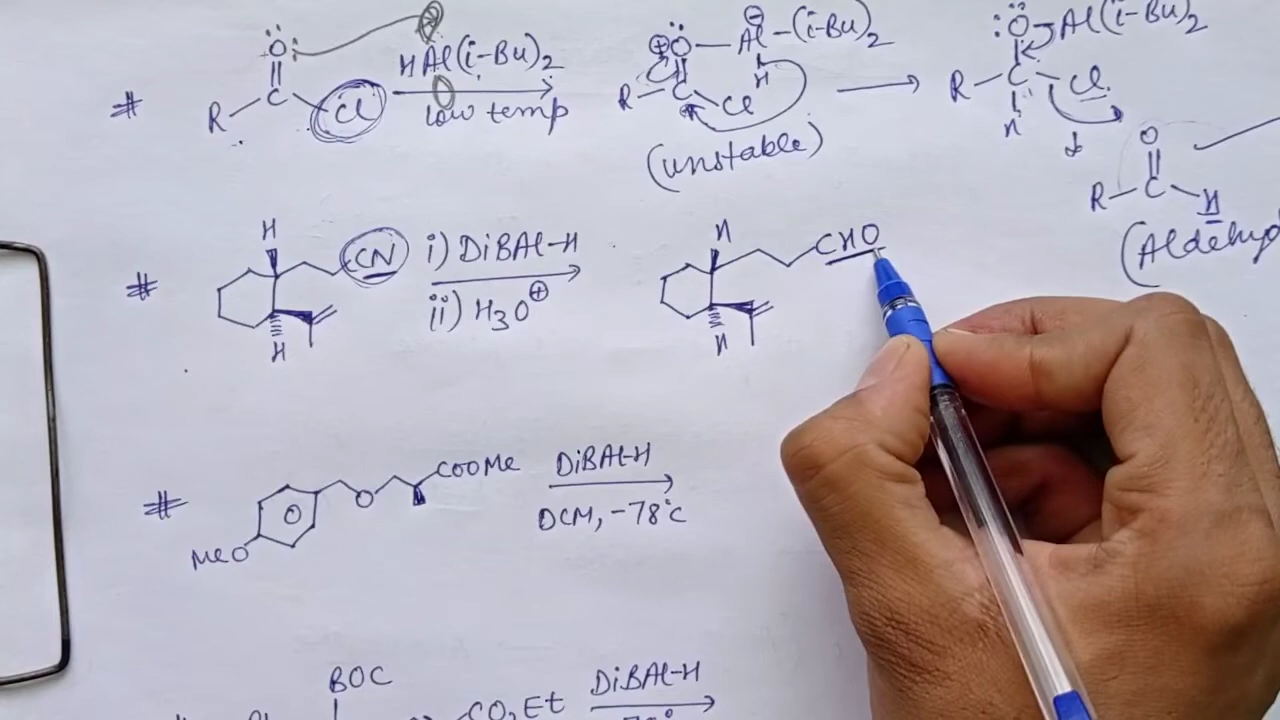 # R C O Cl HAl(i-Bu)2 low temp R C ⊕O Al⊖ (i-Bu)2 H Cl (unstable) R C O Al(i-Bu)2 Cl H
R C O H (Aldehy
# H H CN i) DiBAl-H ii) H3O⊕ H H CHO
# MeO O COOMe DiBAl-H DCM, -78°C
BOC CO2Et DiBAl-H